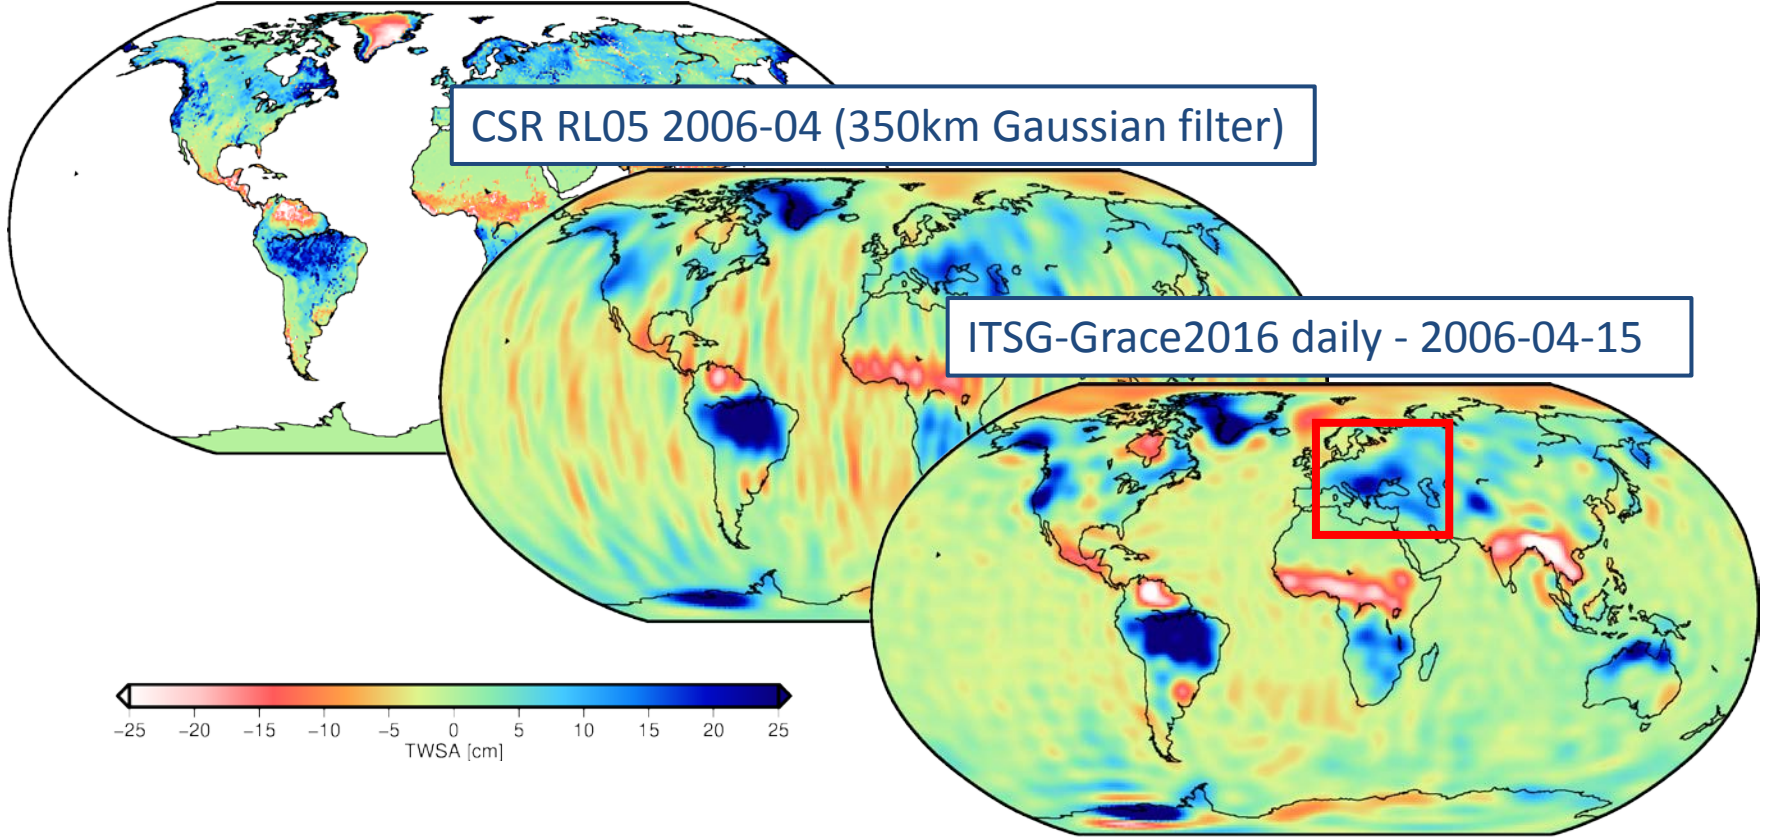 CSR RL05 2006-04 (350km Gaussian filter)
ITSG-Grace2016 daily - 2006-04-15
−25 −20 −15 −10 −5 0 5 10 15 20 25
TWSA [cm]